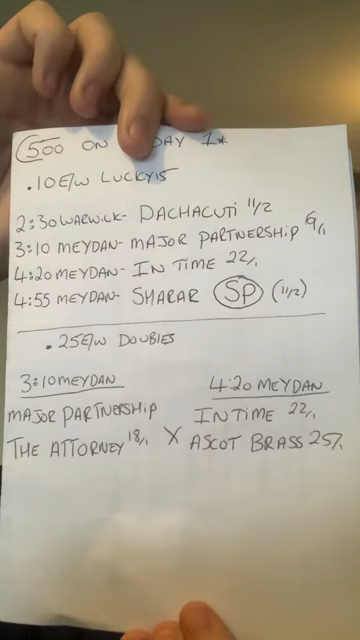 500 ON DAY 1*
.10 E/W LUCKY15
2:30 WARWICK- PACHACUTI 11/2
3:10 MEYDAN- MAJOR PARTNERSHIP 9/1
4:20 MEYDAN- IN TIME 22/1
4:55 MEYDAN- SHARAR SP (11/2)
.25E/W DOUBLES
3:10 MEYDAN 4:20 MEYDAN
MAJOR PARTNERSHIP IN TIME 22/1
THE ATTORNEY 18/1 X ASCOT BRASS 25/1